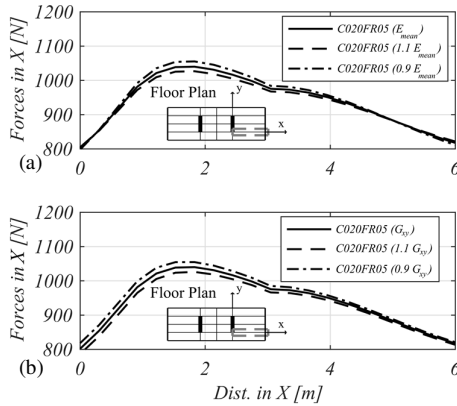 Forces in X [N]
1200
1100
1000
900
800
C020FR05 (E_mean)
C020FR05 (1.1 E_mean)
C020FR05 (0.9 E_mean)
Floor Plan
y
x
(a)
0
2
4
6
Forces in X [N]
1200
1100
1000
900
800
C020FR05 (G_xy)
C020FR05 (1.1 G_xy)
C020FR05 (0.9 G_xy)
Floor Plan
y
x
(b)
0
2
4
6
Dist. in X [m]